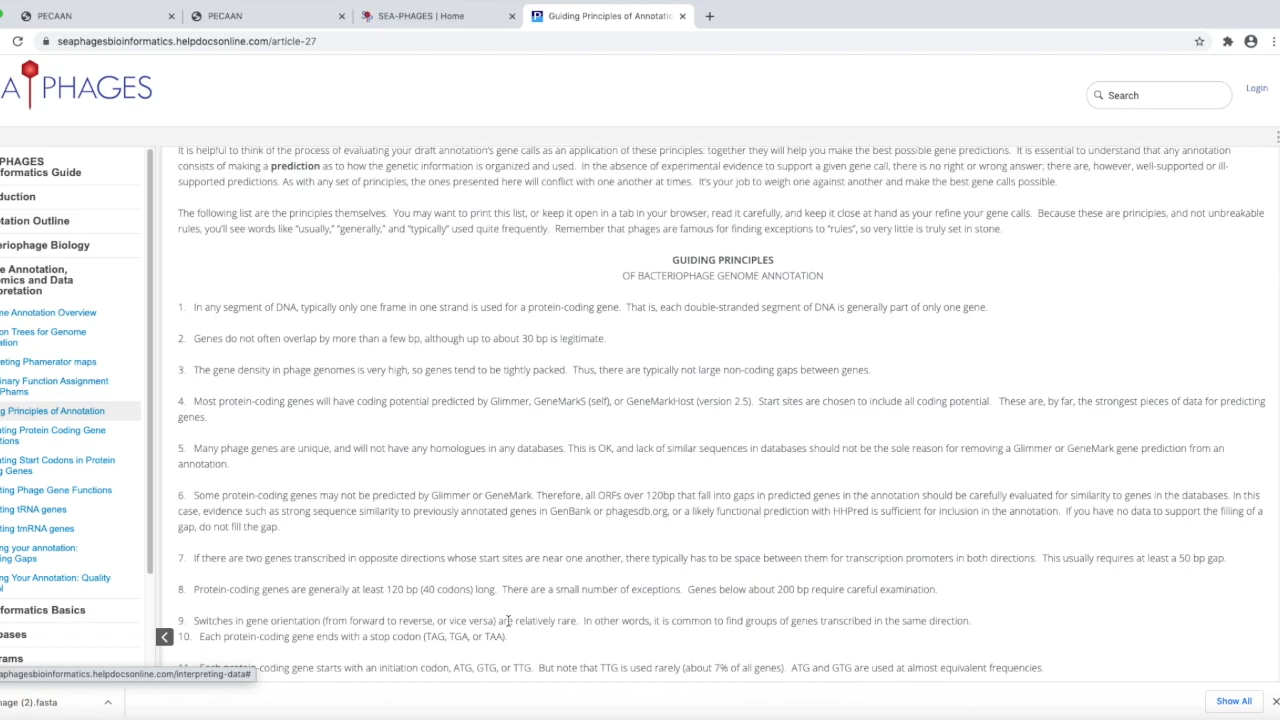 PECAAN
PECAAN
SEA-PHAGES | Home
Guiding Principles of Annotatio
seaphagesbioinformatics.helpdocsonline.com/article-27
A PHAGES
Search
Login
PHAGES
formatics Guide
duction
otation Outline
eriophage Biology
e Annotation,
omics and Data
rpretation
me Annotation Overview
on Trees for Genome
ation
reting Phamerator maps
inary Function Assignment
Phams
g Principles of Annotation
ating Protein Coding Gene
tions
ating Start Codons in Protein
g Genes
ting Phage Gene Functions
ting tRNA genes
ting tmRNA genes
ng your annotation:
ng Gaps
ng Your Annotation: Quality
ol
formatics Basics
bases
rams
It is helpful to think of the process of evaluating your draft annotation's gene calls as an application of these principles: together they will help you make the best possible gene predictions. It is essential to understand that any annotation
consists of making a prediction as to how the genetic information is organized and used. In the absence of experimental evidence to support a given gene call, there is no right or wrong answer; there are, however, well-supported or ill-
supported predictions. As with any set of principles, the ones presented here will conflict with one another at times. It's your job to weigh one against another and make the best gene calls possible.
The following list are the principles themselves. You may want to print this list, or keep it open in a tab in your browser, read it carefully, and keep it close at hand as your refine your gene calls. Because these are principles, and not unbreakable
rules, you'll see words like "usually," "generally," and "typically" used quite frequently. Remember that phages are famous for finding exceptions to "rules", so very little is truly set in stone.
GUIDING PRINCIPLES
OF BACTERIOPHAGE GENOME ANNOTATION
1. In any segment of DNA, typically only one frame in one strand is used for a protein-coding gene. That is, each double-stranded segment of DNA is generally part of only one gene.
2. Genes do not often overlap by more than a few bp, although up to about 30 bp is legitimate.
3. The gene density in phage genomes is very high, so genes tend to be tightly packed. Thus, there are typically not large non-coding gaps between genes.
4. Most protein-coding genes will have coding potential predicted by Glimmer, GeneMarkS (self), or GeneMarkHost (version 2.5). Start sites are chosen to include all coding potential. These are, by far, the strongest pieces of data for predicting
genes.
5. Many phage genes are unique, and will not have any homologues in any databases. This is OK, and lack of similar sequences in databases should not be the sole reason for removing a Glimmer or GeneMark gene prediction from an
annotation.
6. Some protein-coding genes may not be predicted by Glimmer or GeneMark. Therefore, all ORFs over 120bp that fall into gaps in predicted genes in the annotation should be carefully evaluated for similarity to genes in the databases. In this
case, evidence such as strong sequence similarity to previously annotated genes in GenBank or phagesdb.org, or a likely functional prediction with HHPred is sufficient for inclusion in the annotation. If you have no data to support the filling of a
gap, do not fill the gap.
7. If there are two genes transcribed in opposite directions whose start sites are near one another, there typically has to be space between them for transcription promoters in both directions. This usually requires at least a 50 bp gap.
8. Protein-coding genes are generally at least 120 bp (40 codons) long. There are a small number of exceptions. Genes below about 200 bp require careful examination.
9. Switches in gene orientation (from forward to reverse, or vice versa) are relatively rare. In other words, it is common to find groups of genes transcribed in the same direction.
10. Each protein-coding gene ends with a stop codon (TAG, TGA, or TAA).
11. Each protein-coding gene starts with an initiation codon, ATG, GTG, or TTG. But note that TTG is used rarely (about 7% of all genes). ATG and GTG are used at almost equivalent frequencies.
aphagesbioinformatics.helpdocsonline.com/interpreting-data#
hage (2).fasta
Show All